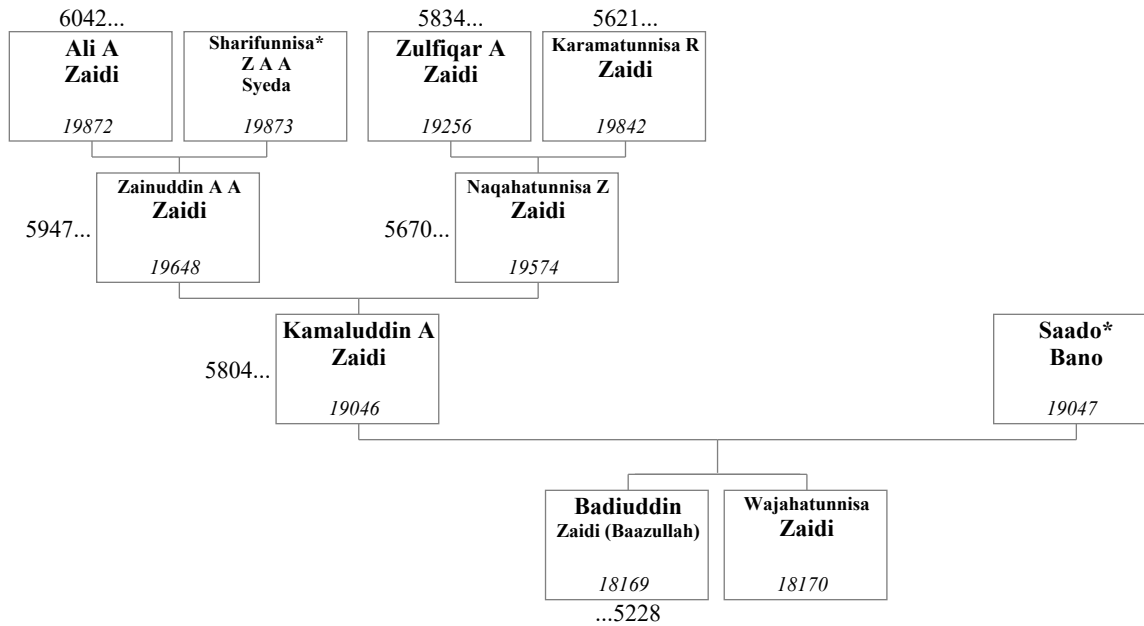 6042...
5834...
5621...
Ali A
Zaidi
19872
Sharifunnisa*
Z A A
Syeda
19873
Zulfiqar A
Zaidi
19256
Karamatunnisa R
Zaidi
19842
5947...
Zainuddin A A
Zaidi
19648
5670...
Naqahatunnisa Z
Zaidi
19574
5804...
Kamaluddin A
Zaidi
19046
Saado*
Bano
19047
Badiuddin
Zaidi (Baazullah)
18169
...5228
Wajahatunnisa
Zaidi
18170